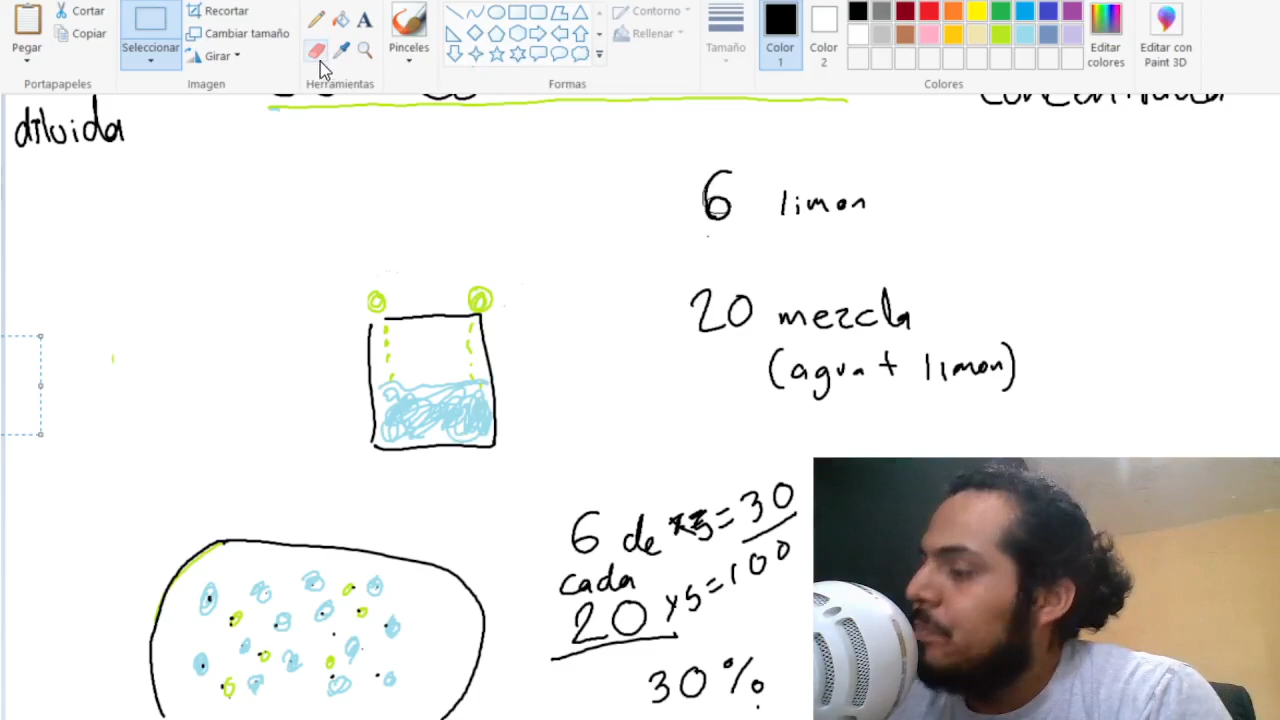 Pegar
Cortar
Copiar
Portapapeles
Seleccionar
Recortar
Cambiar tamaño
Girar
Imagen
A
Herramientas
Pinceles
Contorno
Rellenar
Formas
Tamaño
Color
1
Color
2
Editar
colores
Editar con
Paint 3D
Colores
diluida
6 limon
20 mezcla
(agua + limon)
6 de x5=30
cada 100
20 x5=100
30%